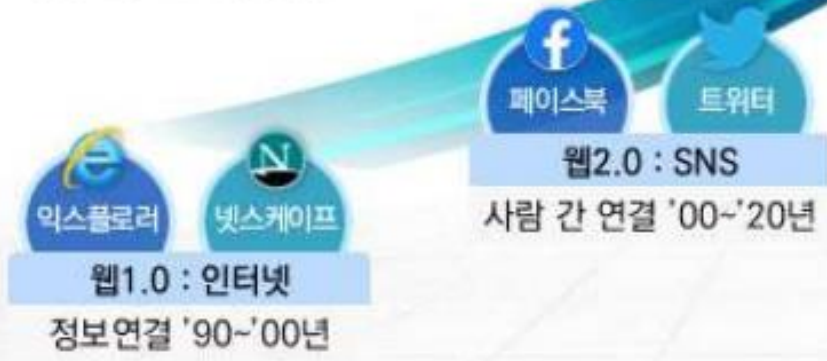 페이스북
트위터
웹2.0 : SNS
사람 간 연결 '00~'20년
익스플로러
넷스케이프
웹1.0 : 인터넷
정보연결 '90~'00년